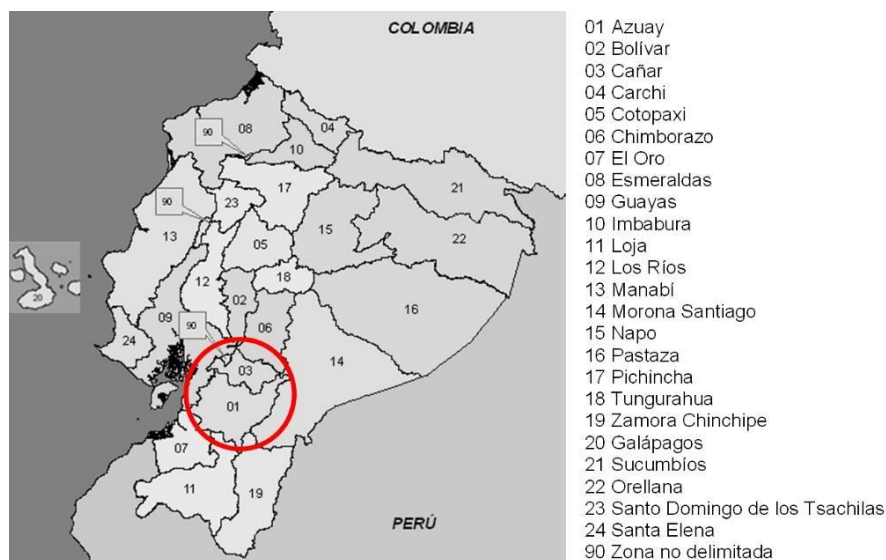 COLOMBIA
08
04
90
10
17
21
23
90
15
22
13
05
18
12
20
02
16
09
06
90
24
14
03
01
07
11
19
PERÚ
01 Azuay
02 Bolívar
03 Cañar
04 Carchi
05 Cotopaxi
06 Chimborazo
07 El Oro
08 Esmeraldas
09 Guayas
10 Imbabura
11 Loja
12 Los Ríos
13 Manabí
14 Morona Santiago
15 Napo
16 Pastaza
17 Pichincha
18 Tungurahua
19 Zamora Chinchipe
20 Galápagos
21 Sucumbíos
22 Orellana
23 Santo Domingo de los Tsachilas
24 Santa Elena
90 Zona no delimitada